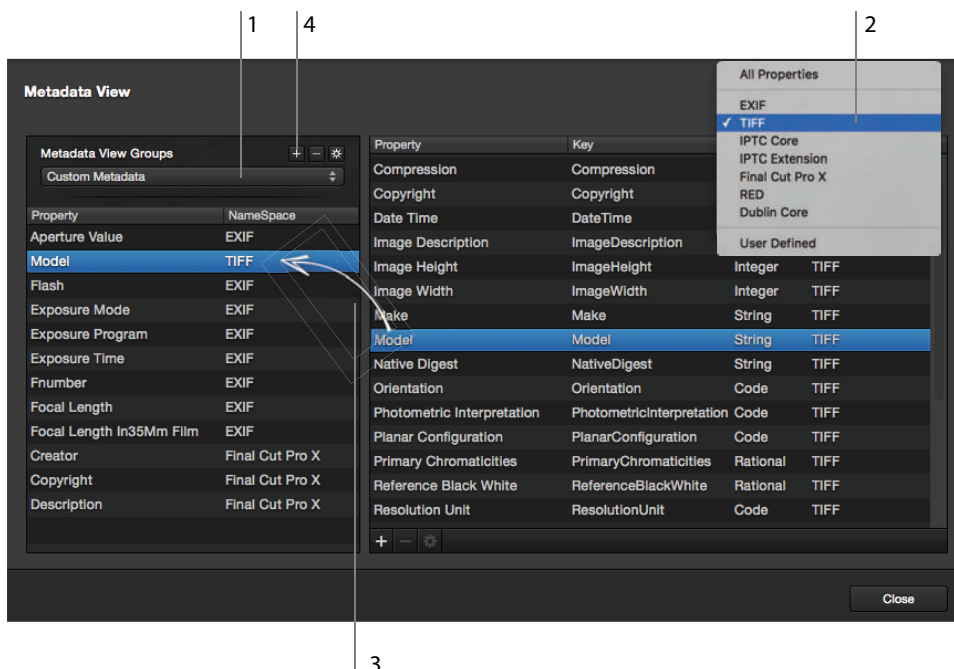 1 4 2
Metadata View
All Properties
EXIF
✓ TIFF
IPTC Core
IPTC Extension
Final Cut Pro X
RED
Dublin Core
User Defined
Metadata View Groups + −
Custom Metadata
Property NameSpace
Aperture Value EXIF
Model TIFF
Flash EXIF
Exposure Mode EXIF
Exposure Program EXIF
Exposure Time EXIF
Fnumber EXIF
Focal Length EXIF
Focal Length In35Mm Film EXIF
Creator Final Cut Pro X
Copyright Final Cut Pro X
Description Final Cut Pro X
Property Key
Compression Compression
Copyright Copyright
Date Time DateTime
Image Description ImageDescription
Image Height ImageHeight Integer TIFF
Image Width ImageWidth Integer TIFF
Make Make String TIFF
Model Model String TIFF
Native Digest NativeDigest String TIFF
Orientation Orientation Code TIFF
Photometric Interpretation PhotometricInterpretation Code TIFF
Planar Configuration PlanarConfiguration Code TIFF
Primary Chromaticities PrimaryChromaticities Rational TIFF
Reference Black White ReferenceBlackWhite Rational TIFF
Resolution Unit ResolutionUnit Code TIFF
+ −
Close
3